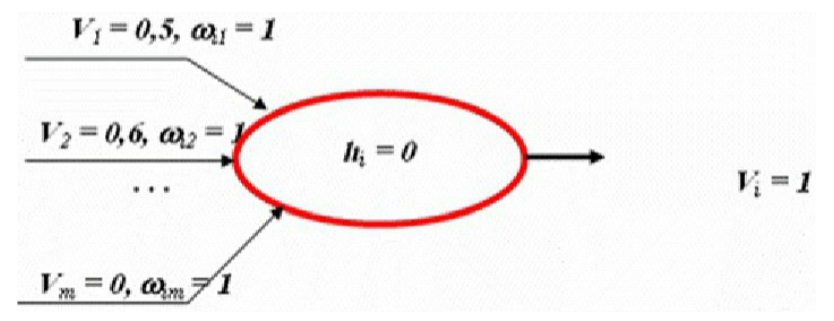 V₁ = 0,5, ωᵢ₁ = 1
V₂ = 0,6, ωᵢ₂ = 1
hᵢ = 0
. . .
Vᵢ = 1
Vₘ = 0, ωᵢₘ = 1